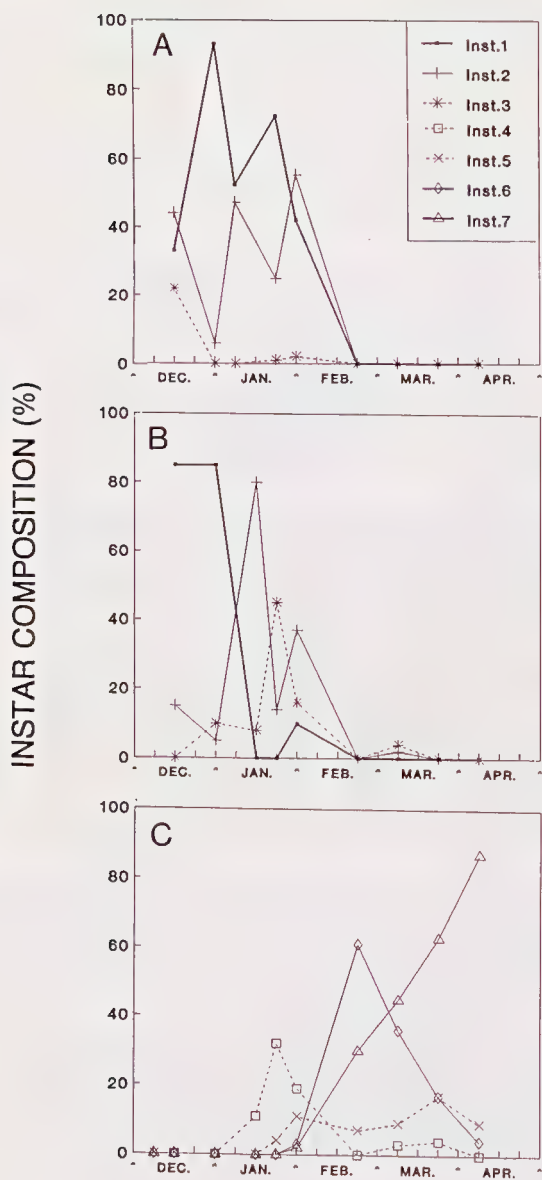 INSTAR COMPOSITION (%)
A
100
80
60
40
20
0
Inst.1
Inst.2
Inst.3
Inst.4
Inst.5
Inst.6
Inst.7
DEC. JAN. FEB. MAR. APR.
B
100
80
60
40
20
0
DEC. JAN. FEB. MAR. APR.
C
100
80
60
40
20
0
DEC. JAN. FEB. MAR. APR.